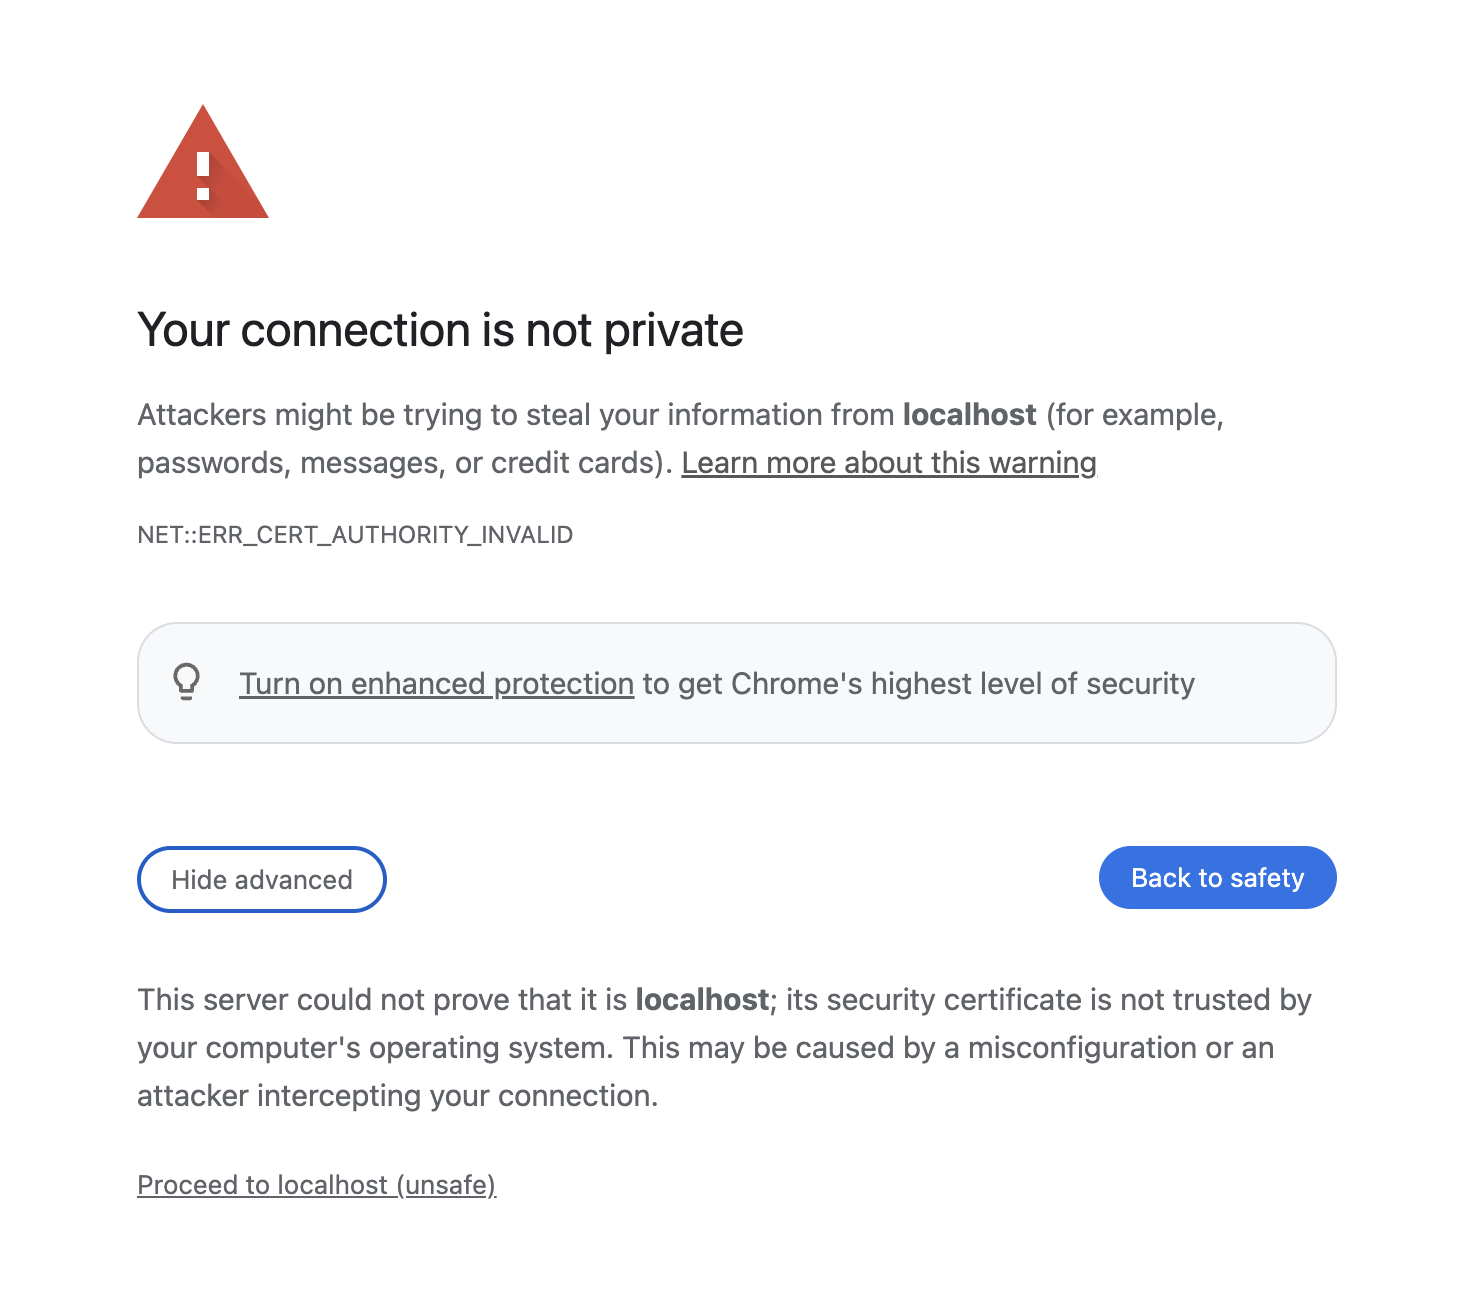 Your connection is not private
Attackers might be trying to steal your information from localhost (for example,
passwords, messages, or credit cards). Learn more about this warning
NET::ERR_CERT_AUTHORITY_INVALID
Turn on enhanced protection to get Chrome's highest level of security
Hide advanced
Back to safety
This server could not prove that it is localhost; its security certificate is not trusted by
your computer's operating system. This may be caused by a misconfiguration or an
attacker intercepting your connection.
Proceed to localhost (unsafe)